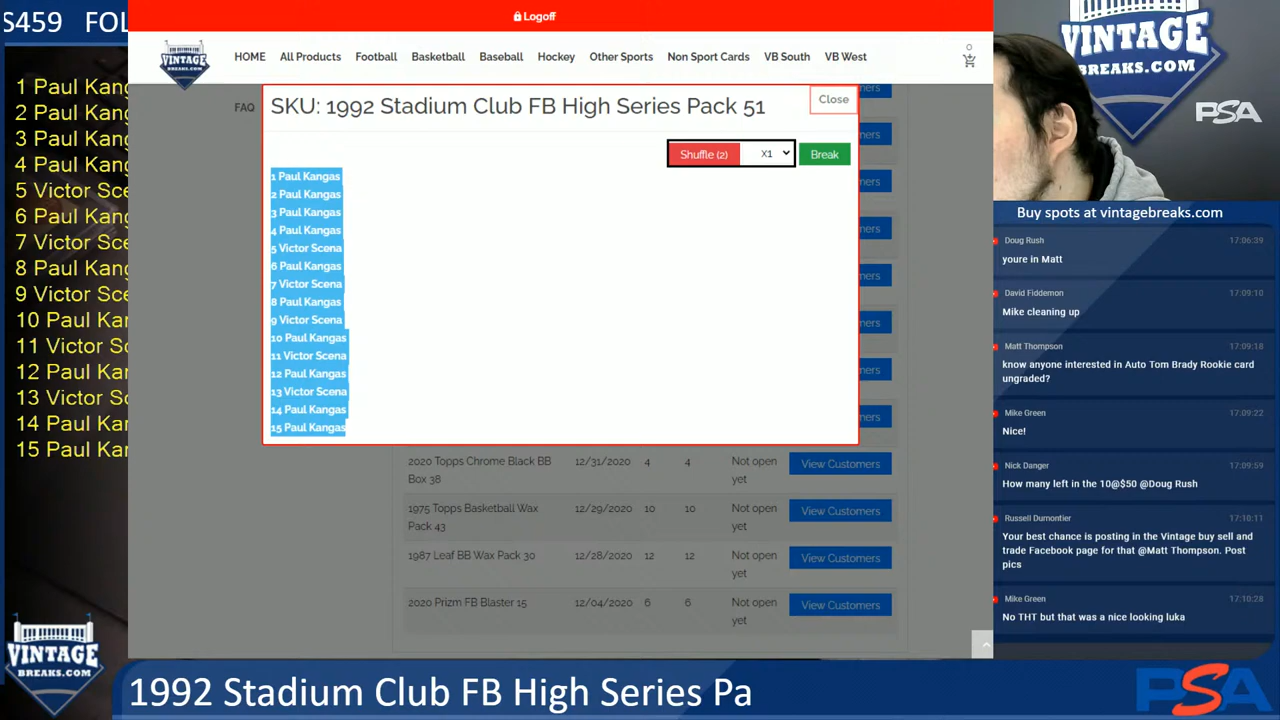 S459 FOL
1 Paul Kang
2 Paul Kang
3 Paul Kang
4 Paul Kang
5 Victor Sce
6 Paul Kang
7 Victor Sce
8 Paul Kang
9 Victor Sce
10 Paul Kan
11 Victor Sc
12 Paul Kan
13 Victor Sc
14 Paul Kan
15 Paul Kan
VINTAGE
BREAKS.COM
Logoff
VINTAGE
HOME All Products Football Basketball Baseball Hockey Other Sports Non Sport Cards VB South VB West
0
FAQ
SKU: 1992 Stadium Club FB High Series Pack 51
Close
Shuffle (2) X1 Break
1 Paul Kangas
2 Paul Kangas
3 Paul Kangas
4 Paul Kangas
5 Victor Scena
6 Paul Kangas
7 Victor Scena
8 Paul Kangas
9 Victor Scena
10 Paul Kangas
11 Victor Scena
12 Paul Kangas
13 Victor Scena
14 Paul Kangas
15 Paul Kangas
mers
mers
mers
mers
mers
mers
mers
mers
2020 Topps Chrome Black BB
Box 38
12/31/2020 4 4 Not open
yet
View Customers
1975 Topps Basketball Wax
Pack 43
12/29/2020 10 10 Not open
yet
View Customers
1987 Leaf BB Wax Pack 30 12/28/2020 12 12 Not open
yet
View Customers
2020 Prizm FB Blaster 15 12/04/2020 6 6 Not open
yet
View Customers
VINTAGE
BREAKS.COM
PSA
Buy spots at vintagebreaks.com
Doug Rush 17:06:39
youre in Matt
David Fiddemon 17:09:10
Mike cleaning up
Matt Thompson 17:09:18
know anyone interested in Auto Tom Brady Rookie card
ungraded?
Mike Green 17:09:22
Nice!
Nick Danger 17:09:59
How many left in the 10@$50 @Doug Rush
Russell Dumontier 17:10:11
Your best chance is posting in the Vintage buy sell and
trade Facebook page for that @Matt Thompson. Post
pics
Mike Green 17:10:28
No THT but that was a nice looking luka
1992 Stadium Club FB High Series Pa
PSA